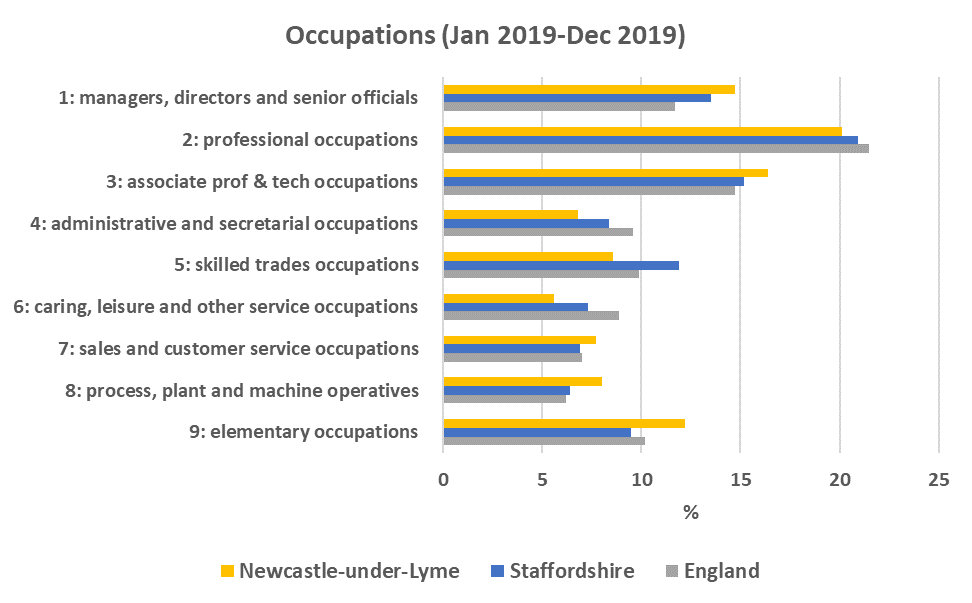 Occupations (Jan 2019-Dec 2019)
1: managers, directors and senior officials
2: professional occupations
3: associate prof & tech occupations
4: administrative and secretarial occupations
5: skilled trades occupations
6: caring, leisure and other service occupations
7: sales and customer service occupations
8: process, plant and machine operatives
9: elementary occupations
0 5 10 15 20 25
%
Newcastle-under-Lyme Staffordshire England